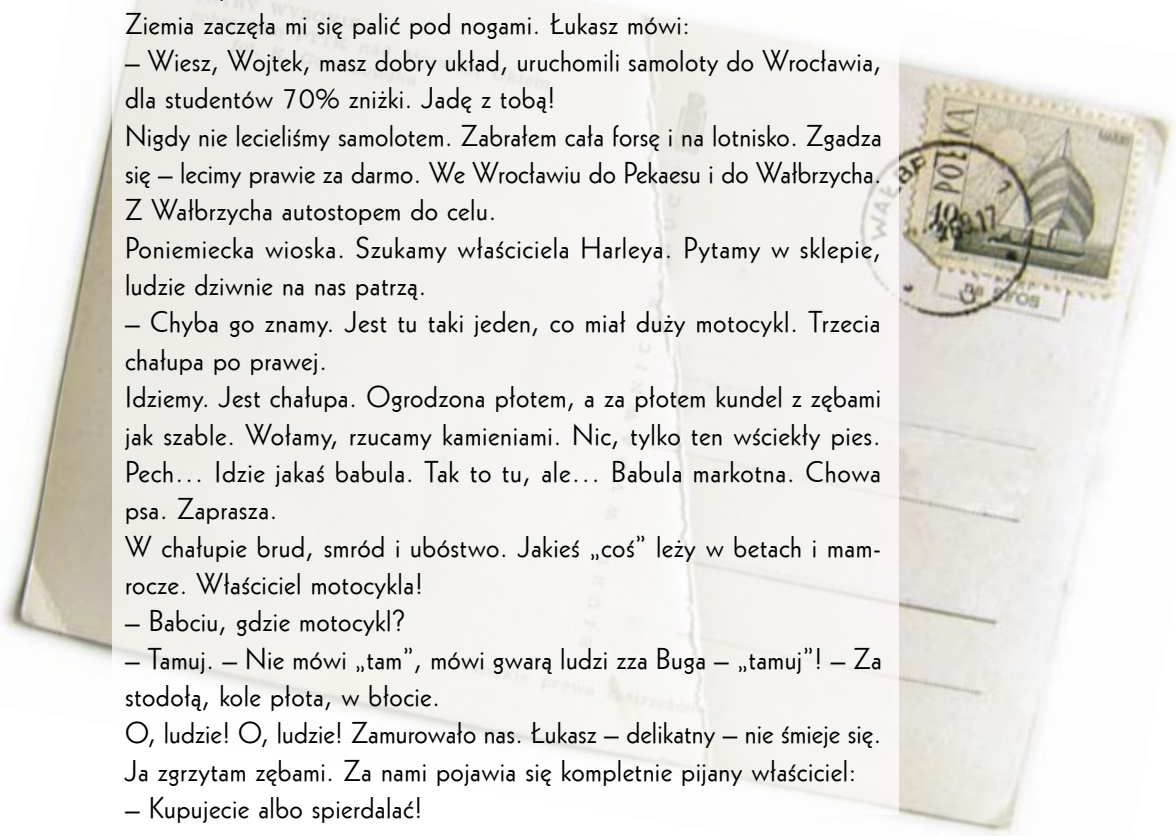 Ziemia zaczęła mi się palić pod nogami. Łukasz mówi:
– Wiesz, Wojtek, masz dobry układ, uruchomili samoloty do Wrocławia,
dla studentów 70% zniżki. Jadę z tobą!
Nigdy nie lecieliśmy samolotem. Zabrałem cała forsę i na lotnisko. Zgadza
się – lecimy prawie za darmo. We Wrocławiu do Pekaesu i do Wałbrzycha.
Z Wałbrzycha autostopem do celu.
Poniemiecka wioska. Szukamy właściciela Harleya. Pytamy w sklepie,
ludzie dziwnie na nas patrzą.
– Chyba go znamy. Jest tu taki jeden, co miał duży motocykl. Trzecia
chałupa po prawej.
Idziemy. Jest chałupa. Ogrodzona płotem, a za płotem kundel z zębami
jak szable. Wołamy, rzucamy kamieniami. Nic, tylko ten wściekły pies.
Pech... Idzie jakaś babula. Tak to tu, ale... Babula markotna. Chowa
psa. Zaprasza.
W chałupie brud, smród i ubóstwo. Jakieś „coś” leży w betach i mam-
rocze. Właściciel motocykla!
– Babciu, gdzie motocykl?
– Tamuj. – Nie mówi „tam”, mówi gwarą ludzi zza Buga – „tamuj”! – Za
stodołą, kole płota, w błocie.
O, ludzie! O, ludzie! Zamurowało nas. Łukasz – delikatny – nie śmieje się.
Ja zgrzytam zębami. Za nami pojawia się kompletnie pijany właściciel:
– Kupujecie albo spierdalać!
POLSKA